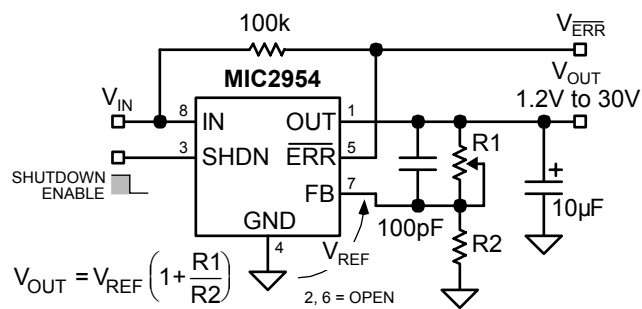 100k
V_ERR
MIC2954
V_OUT
1.2V to 30V
V_IN
8 IN
OUT 1
3 SHDN
ERR 5
R1
SHUTDOWN
ENABLE
FB 7
GND
100pF
+
10µF
4
V_REF
R2
V_OUT = V_REF (1 + R1/R2)
2, 6 = OPEN